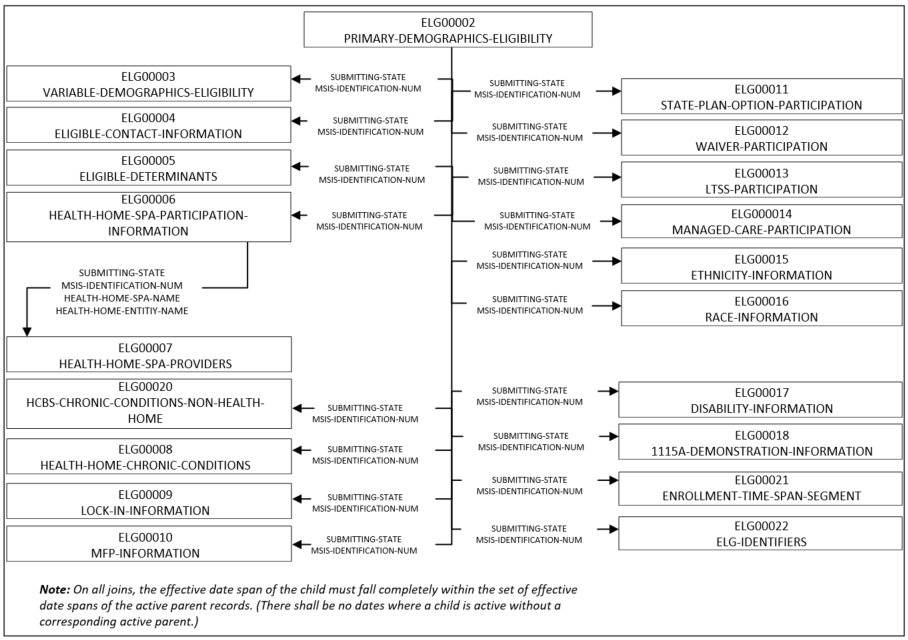 ELG00002
PRIMARY-DEMOGRAPHICS-ELIGIBILITY
ELG00003
VARIABLE-DEMOGRAPHICS-ELIGIBILITY
SUBMITTING-STATE
MSIS-IDENTIFICATION-NUM
ELG00004
ELIGIBLE-CONTACT-INFORMATION
SUBMITTING-STATE
MSIS-IDENTIFICATION-NUM
ELG00005
ELIGIBLE-DETERMINANTS
SUBMITTING-STATE
MSIS-IDENTIFICATION-NUM
ELG00006
HEALTH-HOME-SPA-PARTICIPATION-
INFORMATION
SUBMITTING-STATE
MSIS-IDENTIFICATION-NUM
SUBMITTING-STATE
MSIS-IDENTIFICATION-NUM
HEALTH-HOME-SPA-NAME
HEALTH-HOME-ENTITIY-NAME
ELG00007
HEALTH-HOME-SPA-PROVIDERS
ELG00020
HCBS-CHRONIC-CONDITIONS-NON-HEALTH-
HOME
SUBMITTING-STATE
MSIS-IDENTIFICATION-NUM
ELG00008
HEALTH-HOME-CHRONIC-CONDITIONS
SUBMITTING-STATE
MSIS-IDENTIFICATION-NUM
ELG00009
LOCK-IN-INFORMATION
SUBMITTING-STATE
MSIS-IDENTIFICATION-NUM
ELG00010
MFP-INFORMATION
SUBMITTING-STATE
MSIS-IDENTIFICATION-NUM
SUBMITTING-STATE
MSIS-IDENTIFICATION-NUM
ELG00011
STATE-PLAN-OPTION-PARTICIPATION
SUBMITTING-STATE
MSIS-IDENTIFICATION-NUM
ELG00012
WAIVER-PARTICIPATION
SUBMITTING-STATE
MSIS-IDENTIFICATION-NUM
ELG00013
LTSS-PARTICIPATION
SUBMITTING-STATE
MSIS-IDENTIFICATION-NUM
ELG000014
MANAGED-CARE-PARTICIPATION
SUBMITTING-STATE
MSIS-IDENTIFICATION-NUM
ELG00015
ETHNICITY-INFORMATION
SUBMITTING-STATE
MSIS-IDENTIFICATION-NUM
ELG00016
RACE-INFORMATION
SUBMITTING-STATE
MSIS-IDENTIFICATION-NUM
ELG00017
DISABILITY-INFORMATION
SUBMITTING-STATE
MSIS-IDENTIFICATION-NUM
ELG00018
1115A-DEMONSTRATION-INFORMATION
SUBMITTING-STATE
MSIS-IDENTIFICATION-NUM
ELG00021
ENROLLMENT-TIME-SPAN-SEGMENT
SUBMITTING-STATE
MSIS-IDENTIFICATION-NUM
ELG00022
ELG-IDENTIFIERS
Note: On all joins, the effective date span of the child must fall completely within the set of effective
date spans of the active parent records. (There shall be no dates where a child is active without a
corresponding active parent.)